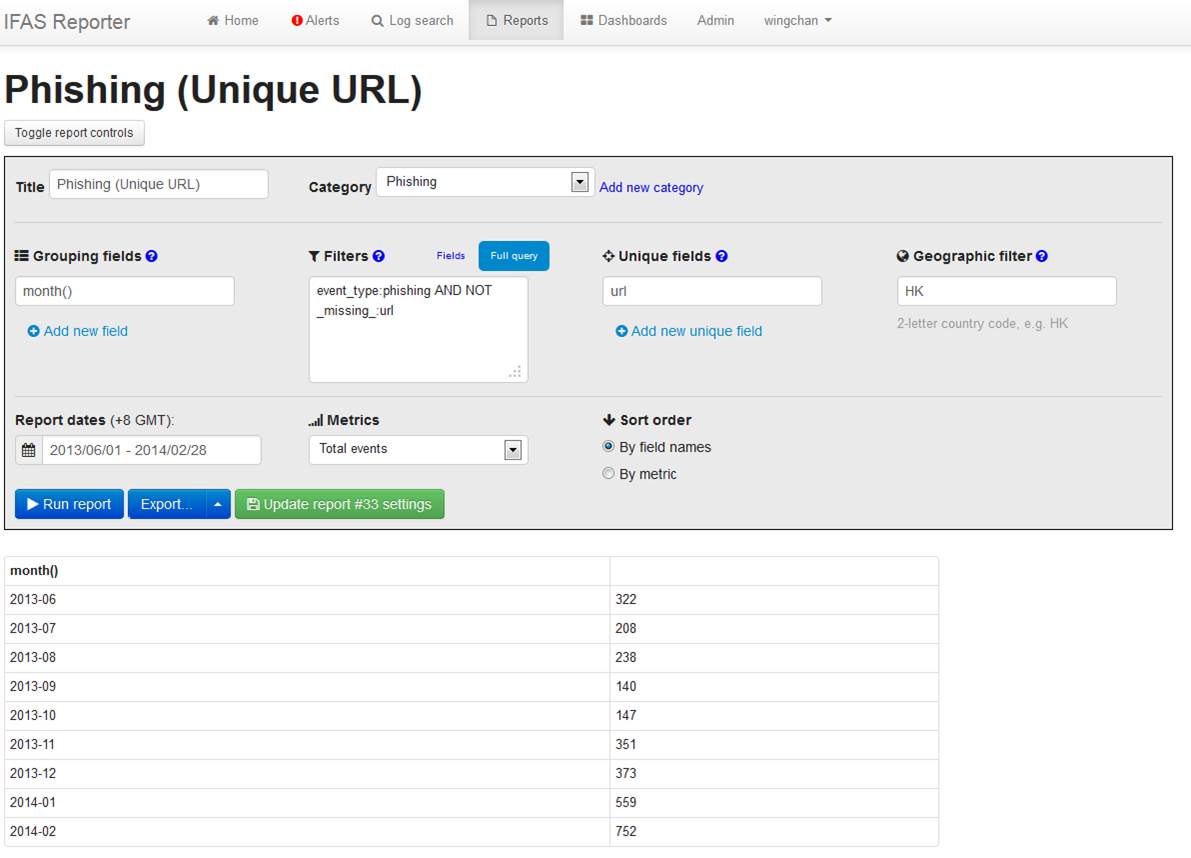 IFAS Reporter Home Alerts Log search Reports Dashboards Admin wingchan
Phishing (Unique URL)
Toggle report controls
Title Phishing (Unique URL) Category Phishing Add new category
Grouping fields ? Filters ? Fields Full query Unique fields ? Geographic filter ?
month() event_type:phishing AND NOT url HK
_missing_:url
Add new field Add new unique field 2-letter country code, e.g. HK
Report dates (+8 GMT): Metrics Sort order
2013/06/01 - 2014/02/28 Total events By field names
By metric
Run report Export... Update report #33 settings
month()
2013-06 322
2013-07 208
2013-08 238
2013-09 140
2013-10 147
2013-11 351
2013-12 373
2014-01 559
2014-02 752